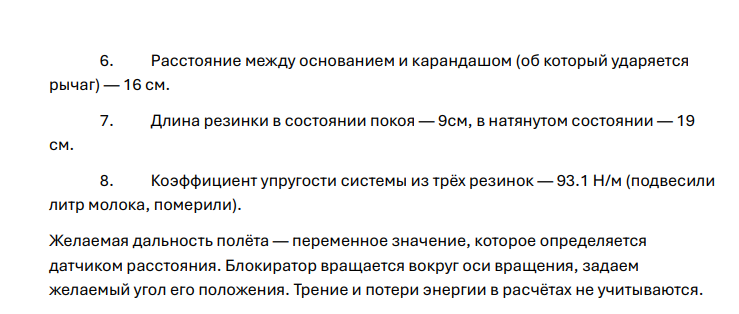 6. Расстояние между основанием и карандашом (об который ударяется
рычаг) — 16 см.
7. Длина резинки в состоянии покоя — 9см, в натянутом состоянии — 19
см.
8. Коэффициент упругости системы из трёх резинок — 93.1 Н/м (подвесили
литр молока, померили).
Желаемая дальность полёта — переменное значение, которое определяется
датчиком расстояния. Блокиратор вращается вокруг оси вращения, задаем
желаемый угол его положения. Трение и потери энергии в расчётах не учитываются.